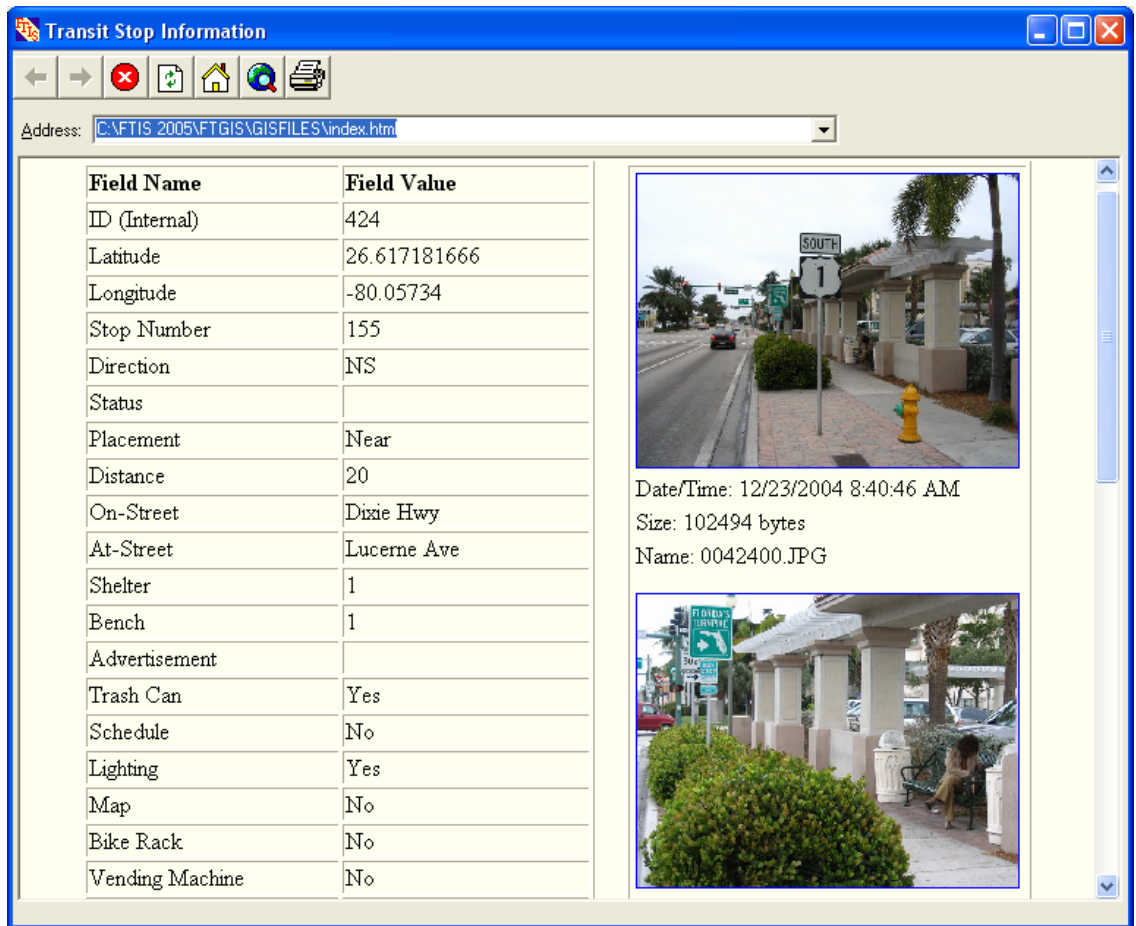 FTIS
Transit Stop Information
Address: C:\FTIS 2005\FTGIS\GISFILES\index.html
Field Name Field Value
ID (Internal) 424
Latitude 26.617181666
Longitude -80.05734
Stop Number 155
Direction NS
Status
Placement Near
Distance 20
On-Street Dixie Hwy
At-Street Lucerne Ave
Shelter 1
Bench 1
Advertisement
Trash Can Yes
Schedule No
Lighting Yes
Map No
Bike Rack No
Vending Machine No
SOUTH
1
Date/Time: 12/23/2004 8:40:46 AM
Size: 102494 bytes
Name: 0042400.JPG
FLORIDA'S
TURNPIKE